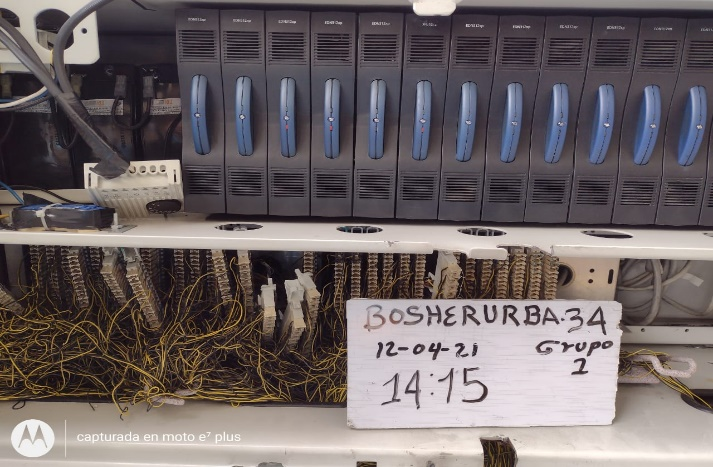 BOSHERURBA-34
12-04-21 Grupo
1
14:15
capturada en moto e⁷ plus